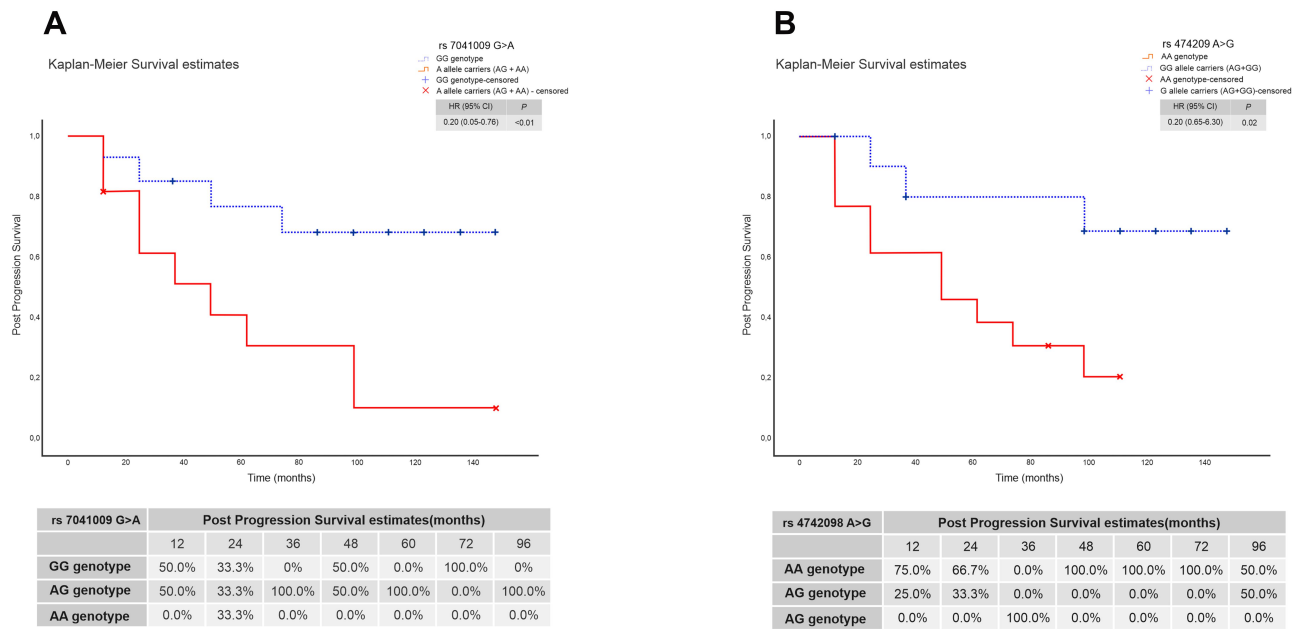 A
rs 7041009 G>A
GG genotype
A allele carriers (AG + AA)
GG genotype-censored
A allele carriers (AG + AA) - censored
Kaplan-Meier Survival estimates
HR (95% CI) P
0.20 (0.05-0.76) <0.01
Post Progression Survival
1,0
0,8
0,6
0,4
0,2
0,0
0 20 40 60 80 100 120 140
Time (months)
rs 7041009 G>A Post Progression Survival estimates(months)
12 24 36 48 60 72 96
GG genotype 50.0% 33.3% 0% 50.0% 0.0% 100.0% 0%
AG genotype 50.0% 33.3% 100.0% 50.0% 100.0% 0.0% 100.0%
AA genotype 0.0% 33.3% 0.0% 0.0% 0.0% 0.0% 0.0%
B
rs 474209 A>G
AA genotype
GG allele carriers (AG+GG)
AA genotype-censored
G allele carriers (AG+GG)-censored
Kaplan-Meier Survival estimates
HR (95% CI) P
0.20 (0.65-6.30) 0.02
Post Progression Survival
1,0
0,8
0,6
0,4
0,2
0,0
0 20 40 60 80 100 120 140
Time (months)
rs 4742098 A>G Post Progression Survival estimates(months)
12 24 36 48 60 72 96
AA genotype 75.0% 66.7% 0.0% 100.0% 100.0% 100.0% 50.0%
AG genotype 25.0% 33.3% 0.0% 0.0% 0.0% 0.0% 50.0%
AG genotype 0.0% 0.0% 100.0% 0.0% 0.0% 0.0% 0.0%